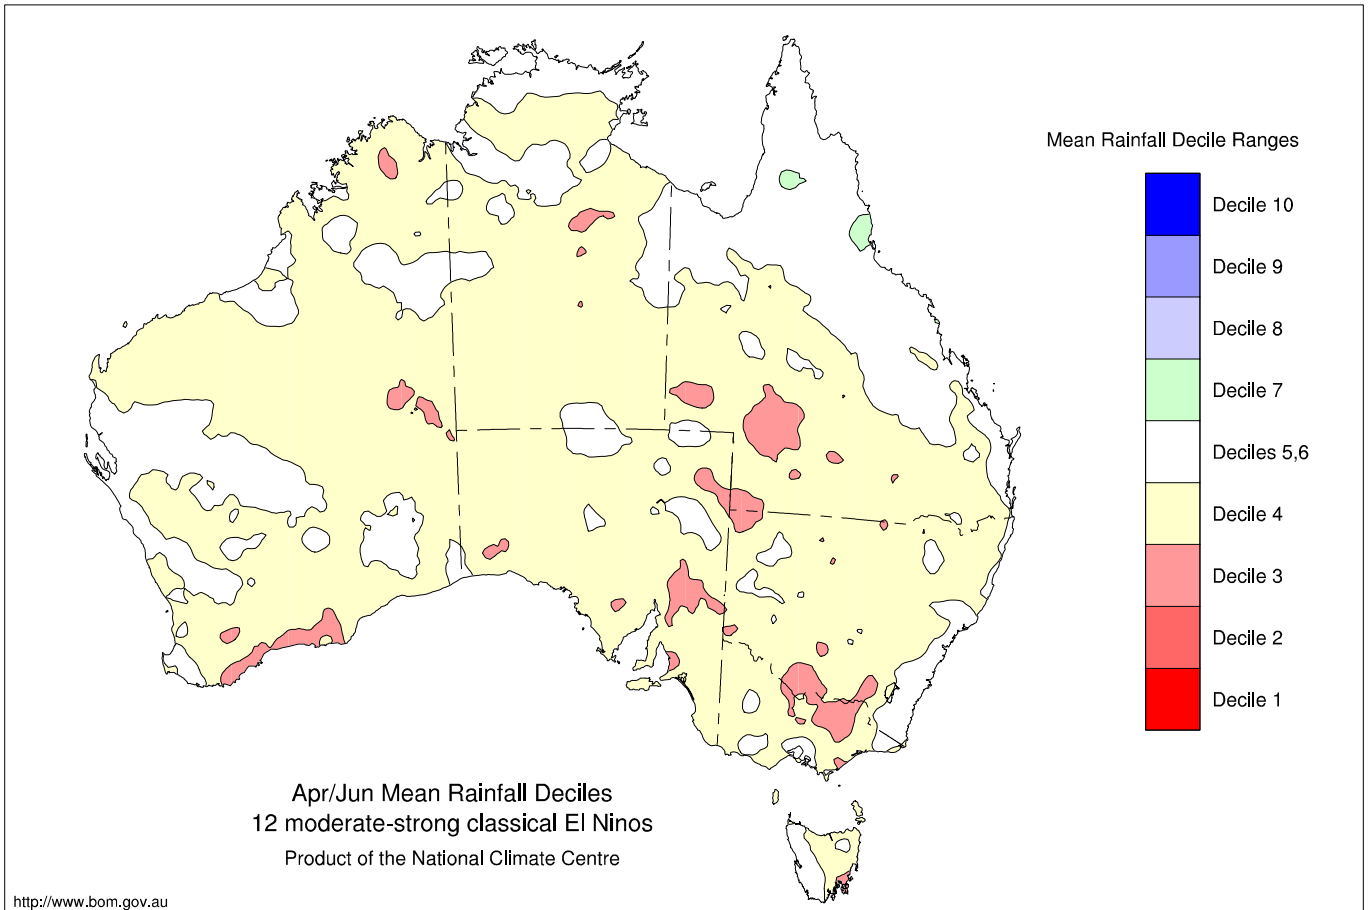 Mean Rainfall Decile Ranges
Decile 10
Decile 9
Decile 8
Decile 7
Deciles 5,6
Decile 4
Decile 3
Decile 2
Decile 1
Apr/Jun Mean Rainfall Deciles
12 moderate-strong classical El Ninos
Product of the National Climate Centre
http://www.bom.gov.au